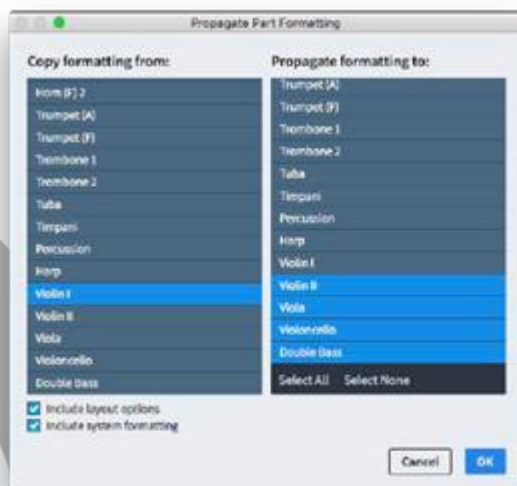 Propagate Part Formatting
Copy formatting from:
Horn (F) 2
Trumpet (A)
Trumpet (F)
Trombone 1
Trombone 2
Tuba
Timpani
Percussion
Harp
Violin I
Violin II
Viola
Violoncello
Double Bass
Include layout options
Include system formatting
Propagate formatting to:
Trumpet (A)
Trumpet (F)
Trombone 1
Trombone 2
Tuba
Timpani
Percussion
Harp
Violin I
Violin II
Viola
Violoncello
Double Bass
Select All Select None
Cancel OK